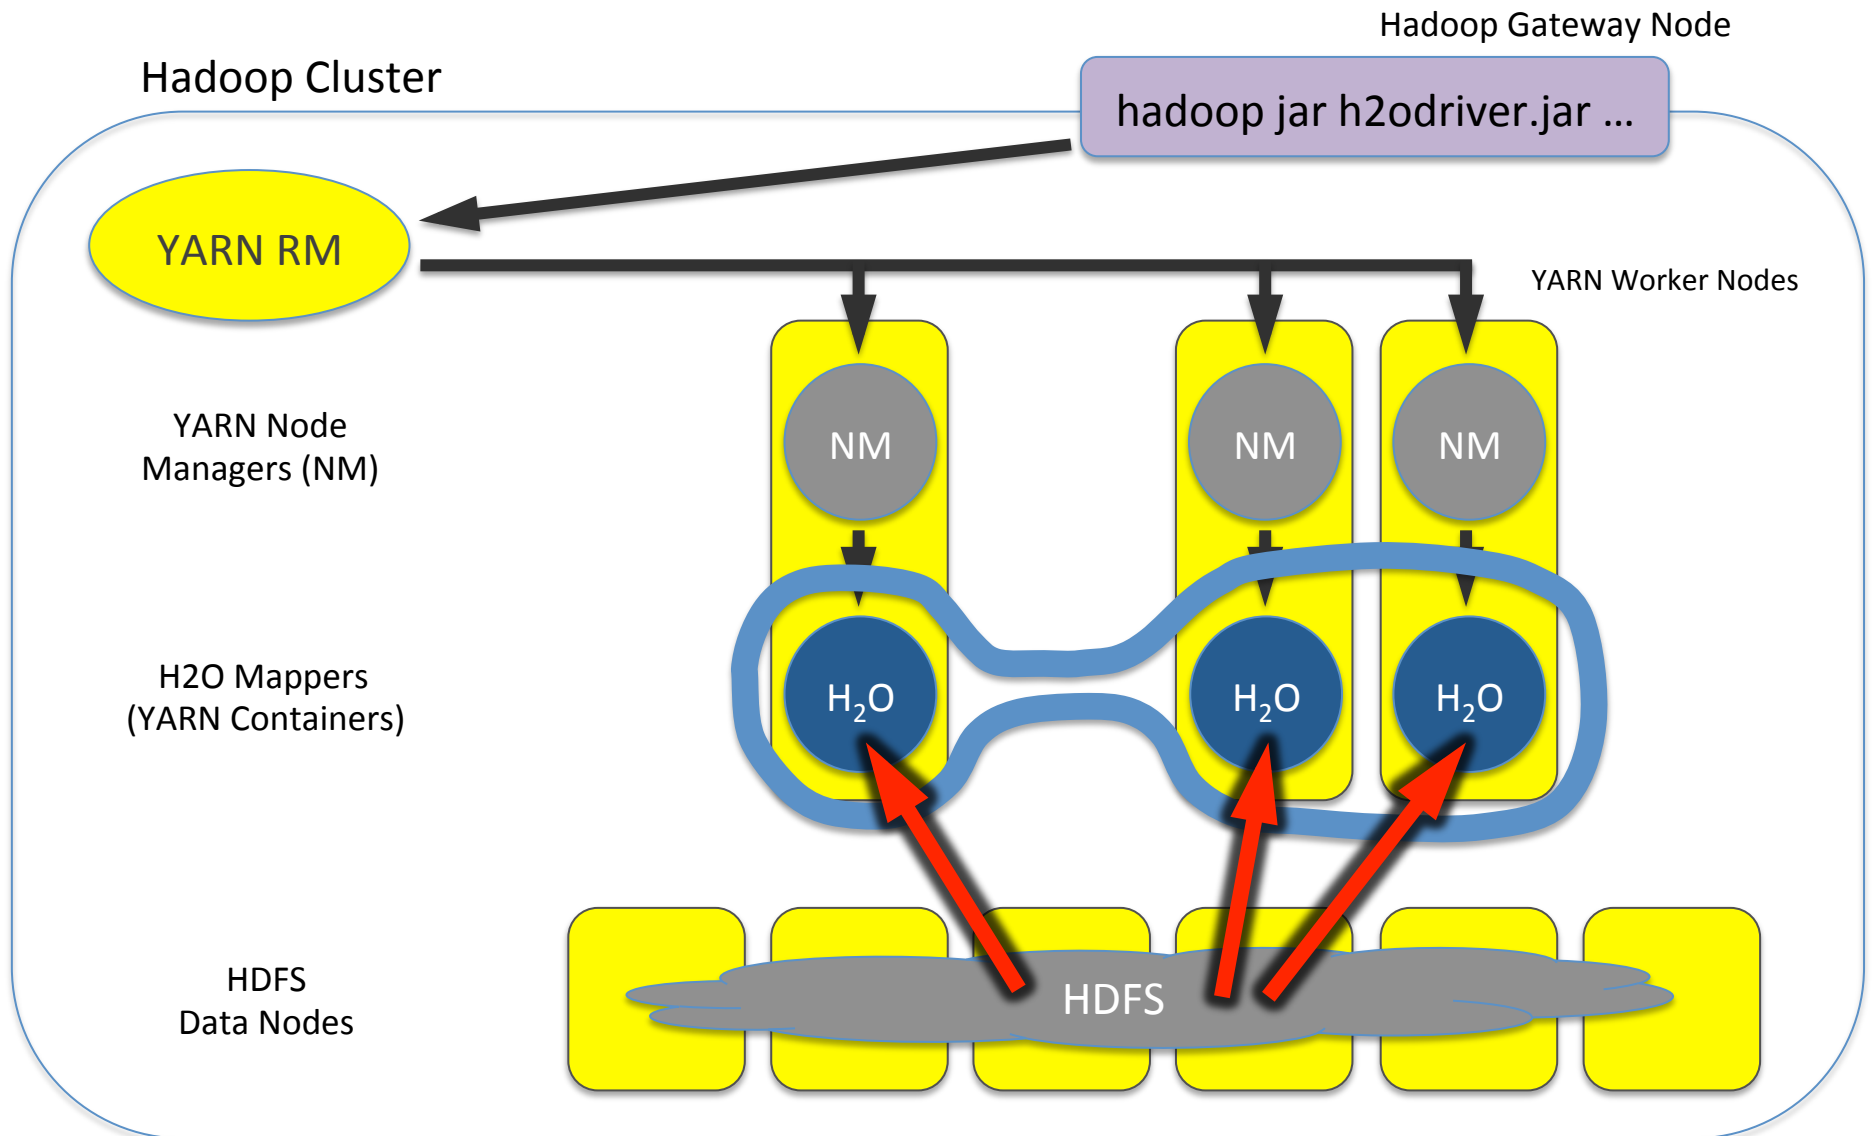 Hadoop Gateway Node
Hadoop Cluster
hadoop jar h2odriver.jar ...
YARN RM
YARN Worker Nodes
YARN Node
Managers (NM)
NM
NM
NM
H2O Mappers
(YARN Containers)
H₂O
H₂O
H₂O
HDFS
Data Nodes
HDFS